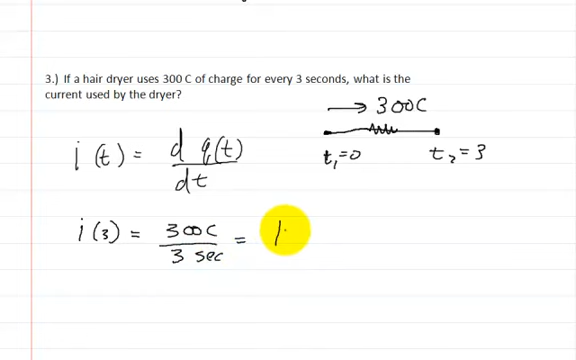 3.) If a hair dryer uses 300 C of charge for every 3 seconds, what is the
current used by the dryer?
300C
t₁=0 t₂=3
i(t) = d q(t)
dt
i(3) = 300C
3 sec
=